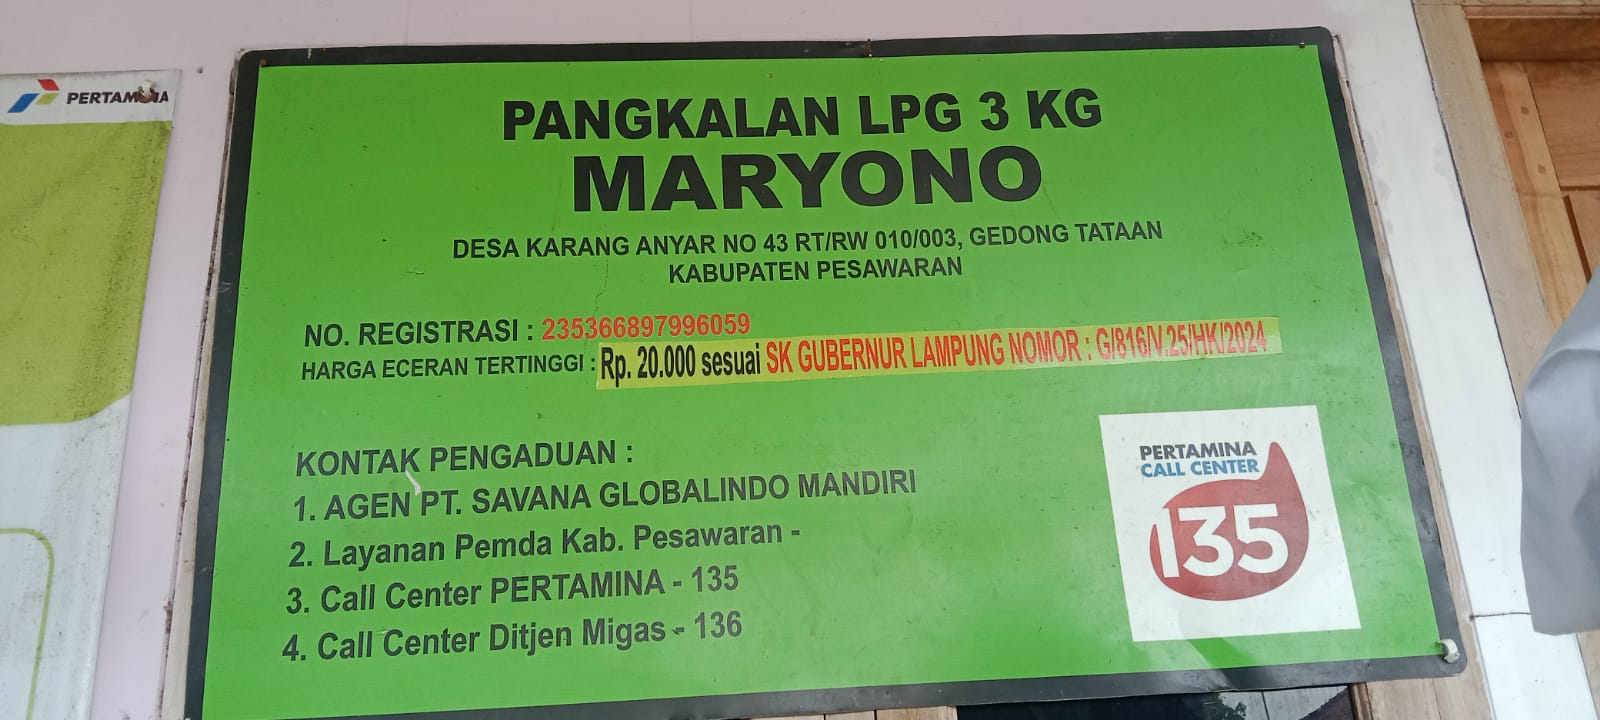 PERTAMINA
PANGKALAN LPG 3 KG
MARYONO
DESA KARANG ANYAR NO 43 RT/RW 010/003, GEDONG TATAAN
KABUPATEN PESAWARAN
NO. REGISTRASI : 235366897996059
HARGA ECERAN TERTINGGI : Rp. 20.000 sesuai SK GUBERNUR LAMPUNG NOMOR : G/816/V.25/HK/2024
KONTAK PENGADUAN :
1. AGEN PT. SAVANA GLOBALINDO MANDIRI
2. Layanan Pemda Kab. Pesawaran -
3. Call Center PERTAMINA - 135
4. Call Center Ditjen Migas - 136
PERTAMINA
CALL CENTER
135